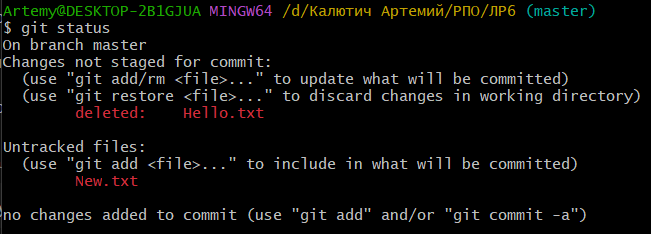 Artemy@DESKTOP-2B1GJUA MINGW64 /d/Калютич Артемий/РПО/ЛР6 (master)
$ git status
On branch master
Changes not staged for commit:
  (use "git add/rm <file>..." to update what will be committed)
  (use "git restore <file>..." to discard changes in working directory)
        deleted:    Hello.txt

Untracked files:
  (use "git add <file>..." to include in what will be committed)
        New.txt

no changes added to commit (use "git add" and/or "git commit -a")